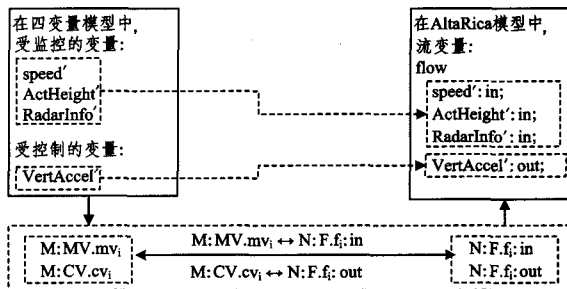 在四变量模型中,
受监控的变量:
speed′
ActHeight′
RadarInfo′
受控制的变量:
VertAccel′
在AltaRica模型中,
流变量:
flow
speed′: in;
ActHeight′: in;
RadarInfo′: in;
VertAccel′: out;
M:MV.mvᵢ
M:CV.cvᵢ
M:MV.mvᵢ ↔ N:F.fᵢ: in
M:CV.cvᵢ ↔ N:F.fᵢ: out
N:F.fᵢ: in
N:F.fᵢ: out